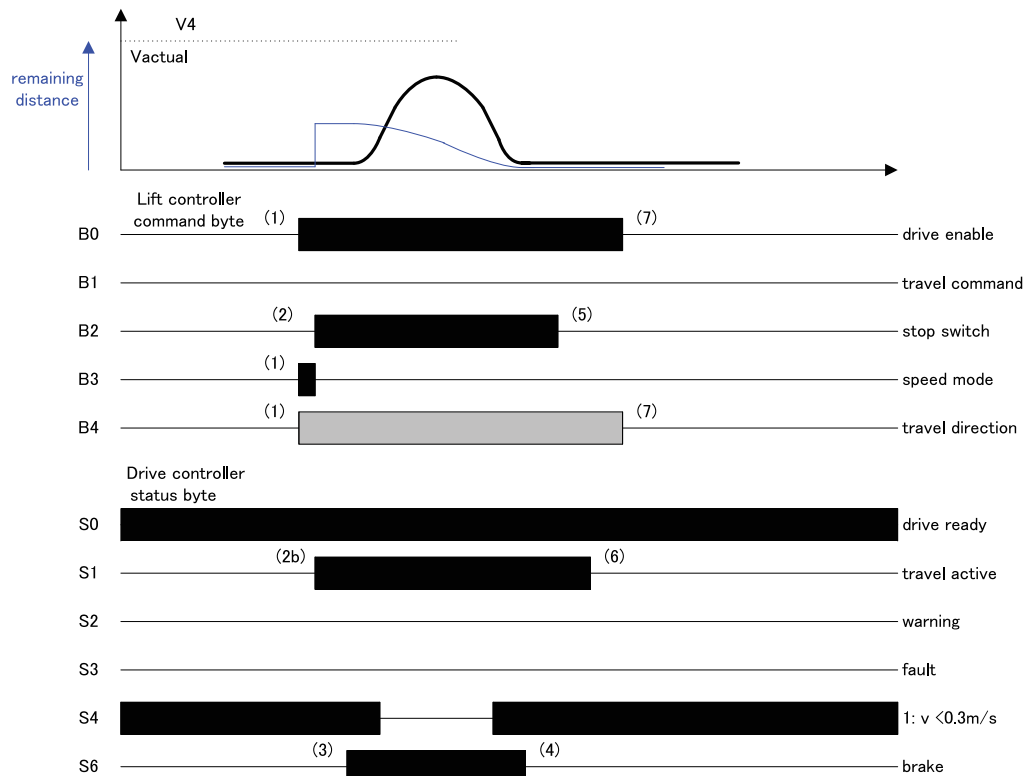 V4
Vactual
remaining
distance
Lift controller
command byte
(1) (7)
B0 drive enable
B1 travel command
(2) (5)
B2 stop switch
(1)
B3 speed mode
(1) (7)
B4 travel direction
Drive controller
status byte
S0 drive ready
(2b) (6)
S1 travel active
S2 warning
S3 fault
S4 1: v <0.3m/s
(3) (4)
S6 brake